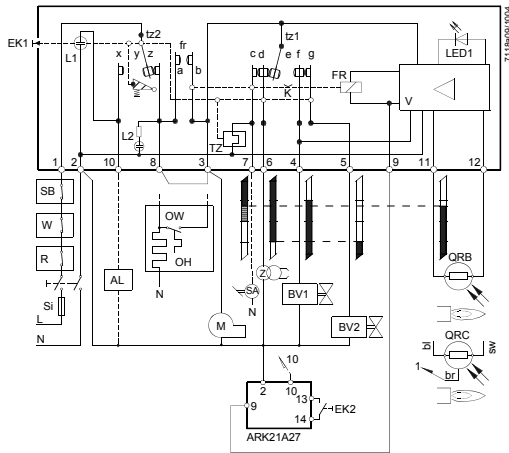 7118v09/1004
EK1
L1
tz2
x
y
z
fr
a
b
tz1
c
d
e
f
g
LED1
FR
V
K
L2
TZ
1
2
10
8
3
7
6
4
5
9
11
12
SB
W
R
Si
L
N
AL
OW
OH
N
M
Z
SA
N
BV1
BV2
QRB
QRC
bl
br
sw
1
10
2
10
9
13
14
EK2
ARK21A27